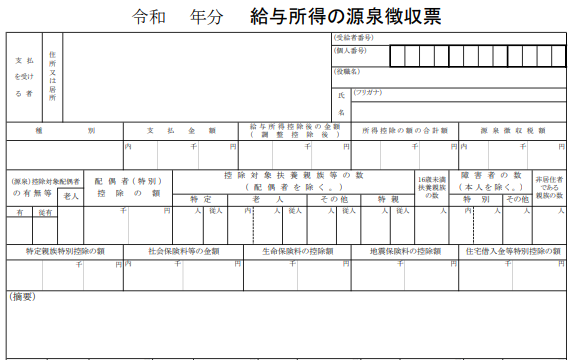 令和　年分　給与所得の源泉徴収票
支払を受ける者
住所又は居所
(受給者番号)
(個人番号)
(役職名)
氏名
(フリガナ)
種別
支払金額
給与所得控除後の金額
(調整控除後)
所得控除の額の合計額
源泉徴収税額
内 千 円
千 円
千 円
内 千 円
(源泉)控除対象配偶者の有無等
老人
有 従有
配偶者(特別)控除の額
千 円
控除対象扶養親族等の数
(配偶者を除く。)
特定 老人 その他 特親
人 従人 内 人 従人 人 従人 人 従人
16歳未満扶養親族の数
人
障害者の数
(本人を除く。)
特別 その他
内 人 人
非居住者である親族の数
人
特定親族特別控除の額
社会保険料等の金額
生命保険料の控除額
地震保険料の控除額
住宅借入金等特別控除の額
千 円
内 千 円
千 円
千 円
千 円
(摘要)